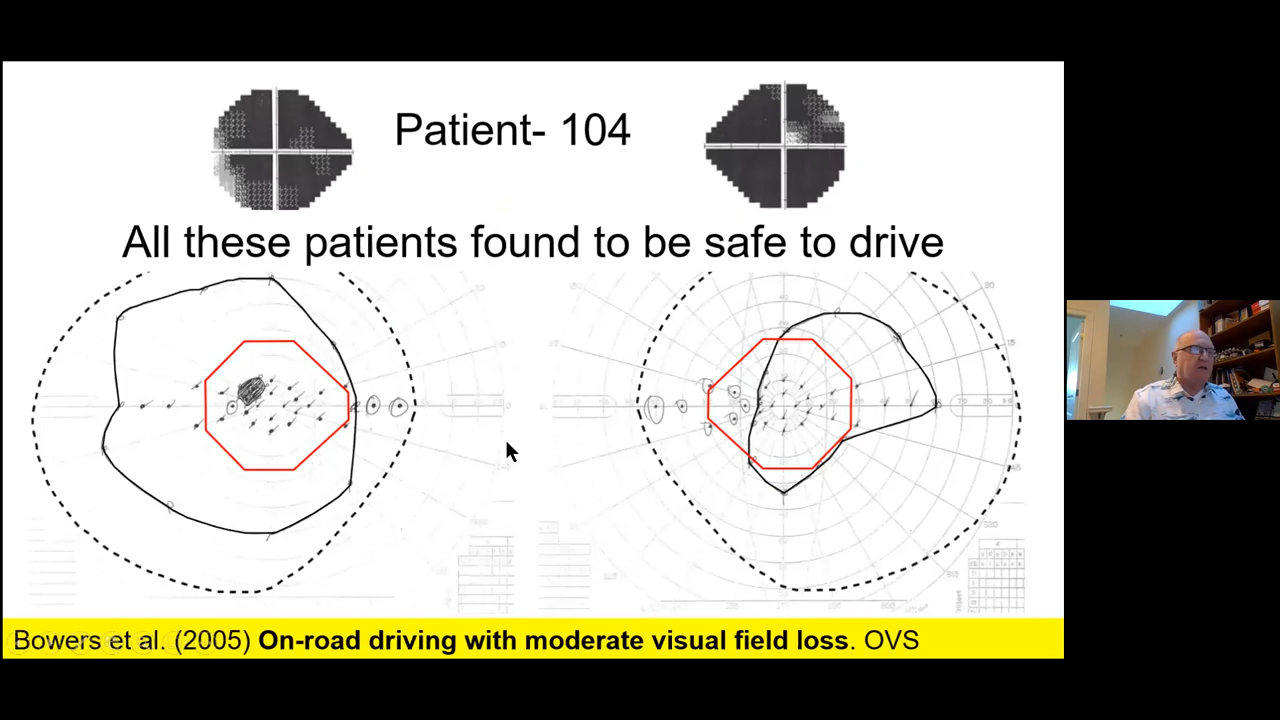 Patient- 104
All these patients found to be safe to drive
Bowers et al. (2005) On-road driving with moderate visual field loss. OVS